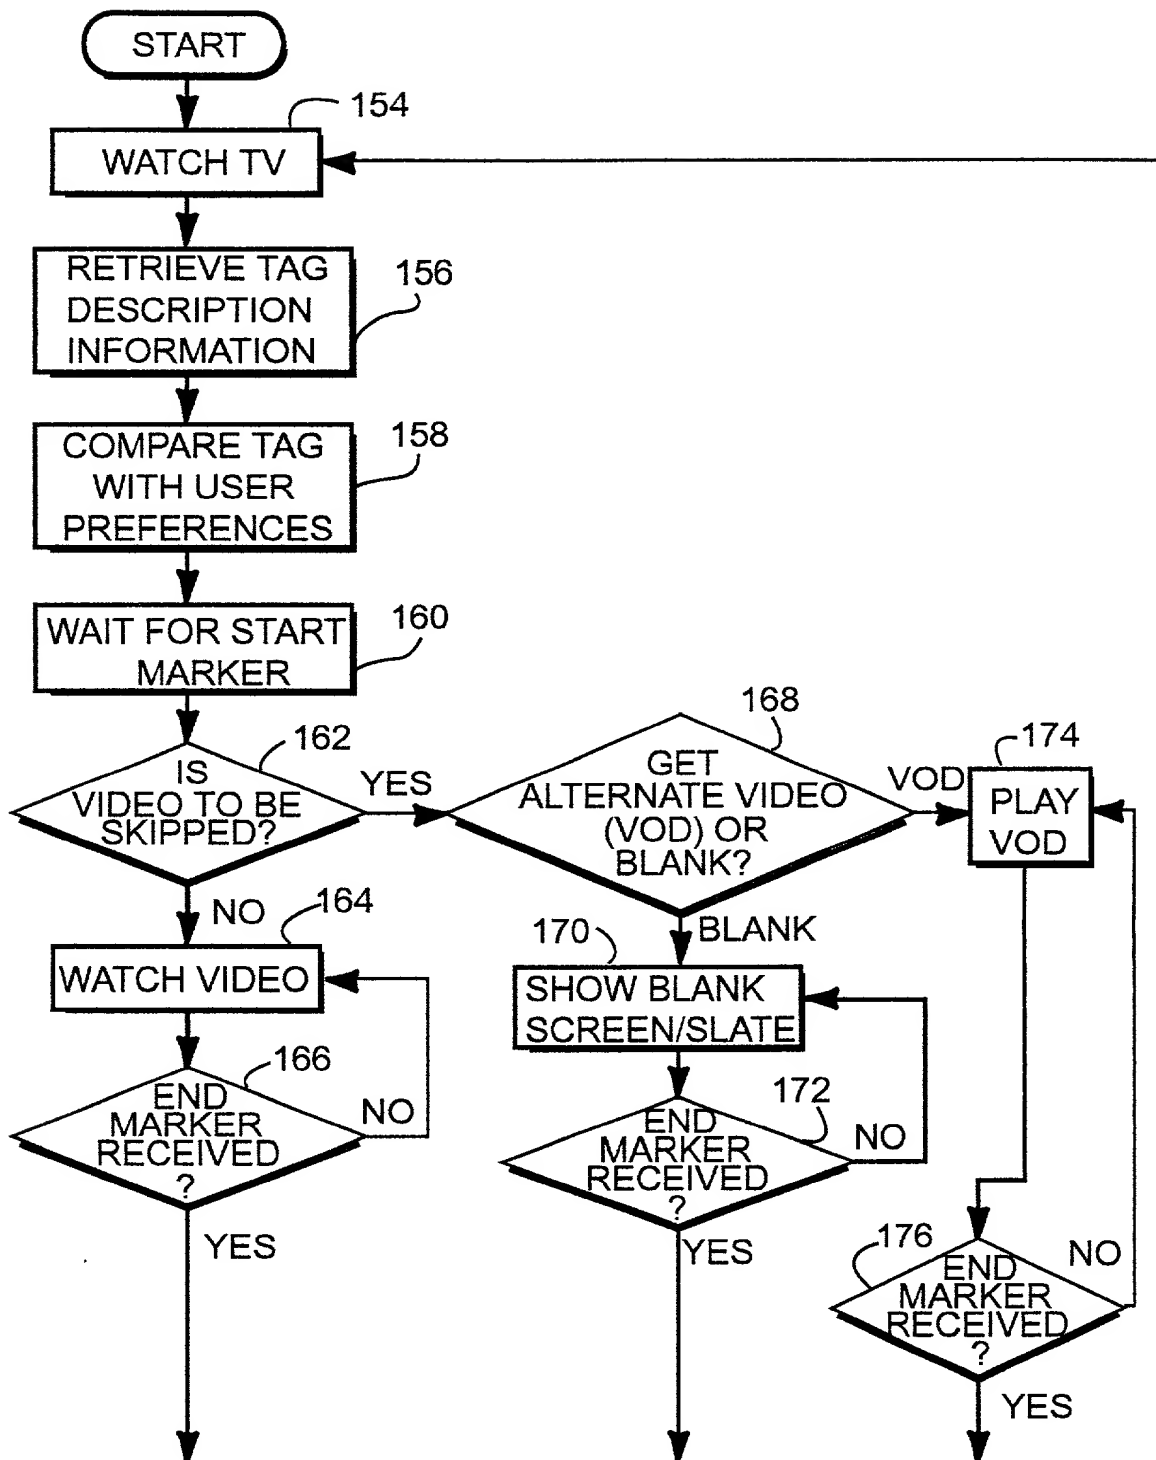 START
154
WATCH TV
RETRIEVE TAG
DESCRIPTION
INFORMATION
156
COMPARE TAG
WITH USER
PREFERENCES
158
WAIT FOR START
MARKER
160
IS
VIDEO TO BE
SKIPPED?
162
YES
GET
ALTERNATE VIDEO
(VOD) OR
BLANK?
168
VOD
174
PLAY
VOD
NO
164
WATCH VIDEO
BLANK
170
SHOW BLANK
SCREEN/SLATE
END
MARKER
RECEIVED
?
166
NO
YES
END
MARKER
RECEIVED
?
172
NO
YES
176
END
MARKER
RECEIVED
?
NO
YES